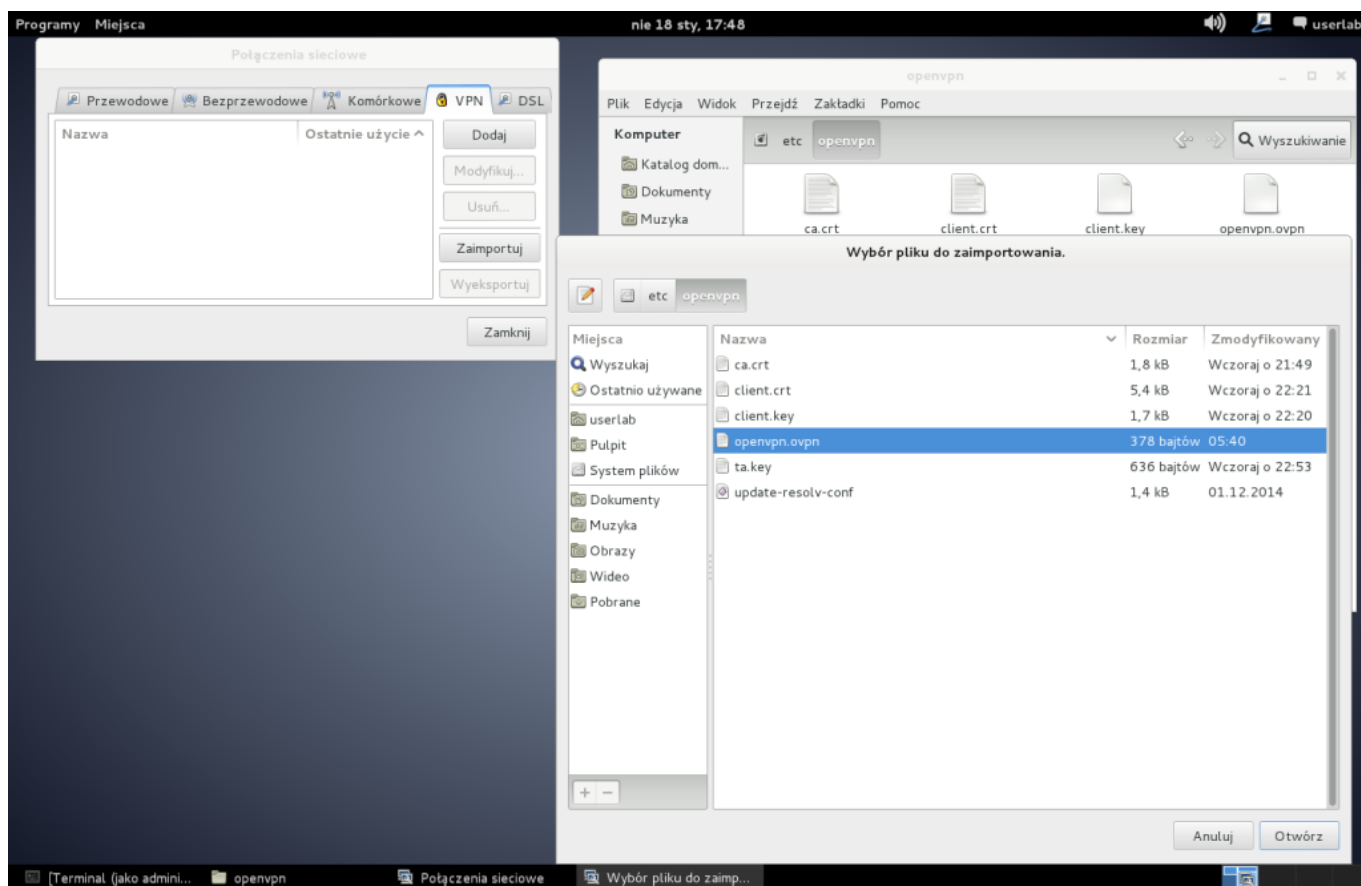 Programy Miejsca nie 18 sty, 17:48 userlab
Połączenia sieciowe
Przewodowe Bezprzewodowe Komórkowe VPN DSL
Nazwa Ostatnie użycie
Dodaj
Modyfikuj...
Usuń...
Zaimportuj
Wyeksportuj
Zamknij
openvpn
Plik Edycja Widok Przejdź Zakładki Pomoc
Komputer
Katalog dom...
Dokumenty
Muzyka
etc openvpn Wyszukiwanie
ca.crt client.crt client.key openvpn.ovpn
Wybór pliku do zaimportowania.
etc openvpn
Miejsca
Wyszukaj
Ostatnio używane
userlab
Pulpit
System plików
Dokumenty
Muzyka
Obrazy
Wideo
Pobrane
Nazwa Rozmiar Zmodyfikowany
ca.crt 1,8 kB Wczoraj o 21:49
client.crt 5,4 kB Wczoraj o 22:21
client.key 1,7 kB Wczoraj o 22:20
openvpn.ovpn 378 bajtów 05:40
ta.key 636 bajtów Wczoraj o 22:53
update-resolv-conf 1,4 kB 01.12.2014
Anuluj Otwórz
[Terminal (jako admini... openvpn Połączenia sieciowe Wybór pliku do zaimp...